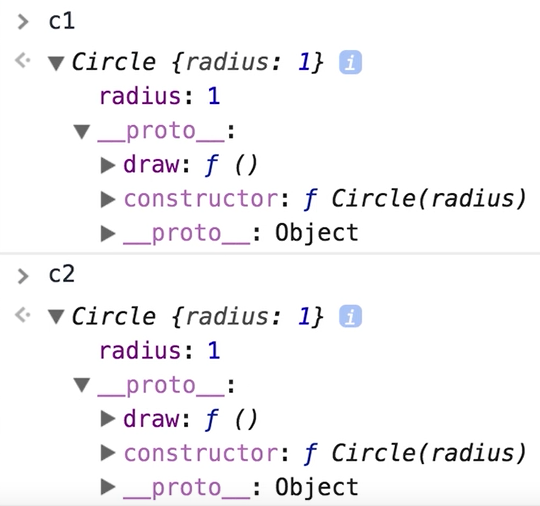 > c1
<· ▼ Circle {radius: 1} i
radius: 1
▼ __proto__:
▶ draw: ƒ ()
▶ constructor: ƒ Circle(radius)
▶ __proto__: Object
> c2
<· ▼ Circle {radius: 1} i
radius: 1
▼ __proto__:
▶ draw: ƒ ()
▶ constructor: ƒ Circle(radius)
▶ __proto__: Object